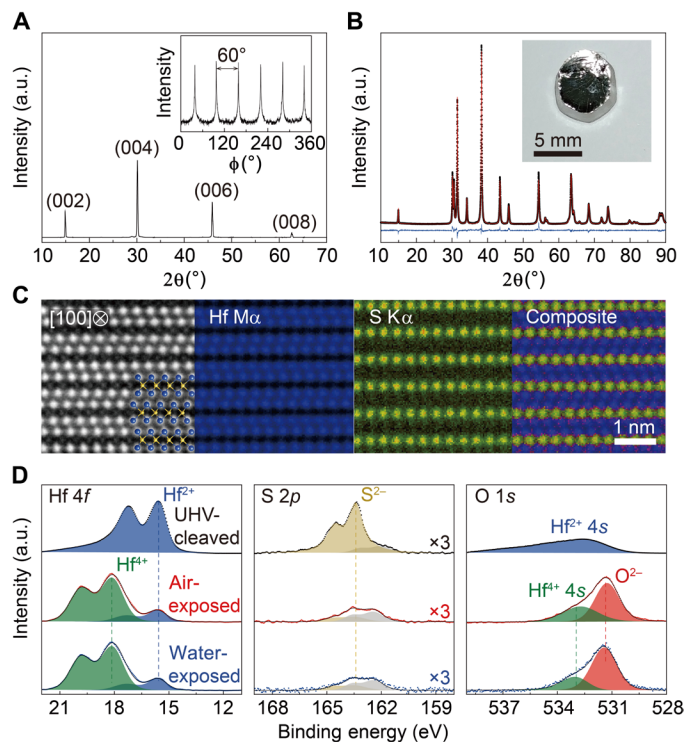 A
Intensity (a.u.)
Intensity
60°
0 120 240 360
ϕ(°)
(002)
(004)
(006)
(008)
10 20 30 40 50 60 70
2θ(°)
B
Intensity (a.u.)
5 mm
10 20 30 40 50 60 70 80 90
2θ(°)
C
[100]⊗
Hf Mα
S Kα
Composite
1 nm
D
Intensity (a.u.)
Hf 4f
Hf2+
UHV-
cleaved
Hf4+
Air-
exposed
Water-
exposed
21 18 15 12
S 2p
S2−
×3
×3
×3
168 165 162 159
Binding energy (eV)
O 1s
Hf2+ 4s
Hf4+ 4s
O2−
537 534 531 528